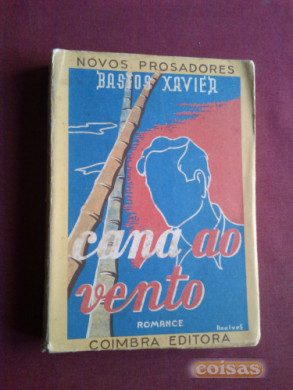 NOVOS PROSADORES
BASTOS XAVIER
cana ao
vento
ROMANCE
COIMBRA EDITORA
coisas